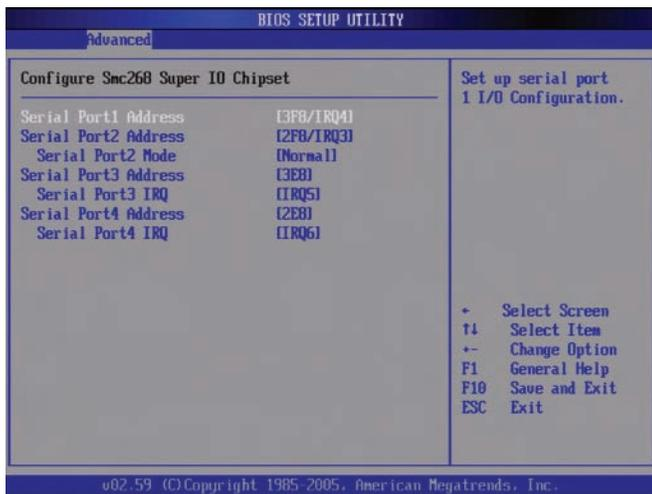 BIOS SETUP UTILITY
Advanced
Configure Smc268 Super IO Chipset
Serial Port1 Address [3F8/IRQ4]
Serial Port2 Address [2F8/IRQ3]
Serial Port2 Mode [Normal]
Serial Port3 Address [3E8]
Serial Port3 IRQ [IRQ5]
Serial Port4 Address [2E8]
Serial Port4 IRQ [IRQ6]
Set up serial port
1 I/O Configuration.
← Select Screen
↑↓ Select Item
+- Change Option
F1 General Help
F10 Save and Exit
ESC Exit
v02.59 (C)Copyright 1985-2005, American Megatrends, Inc.